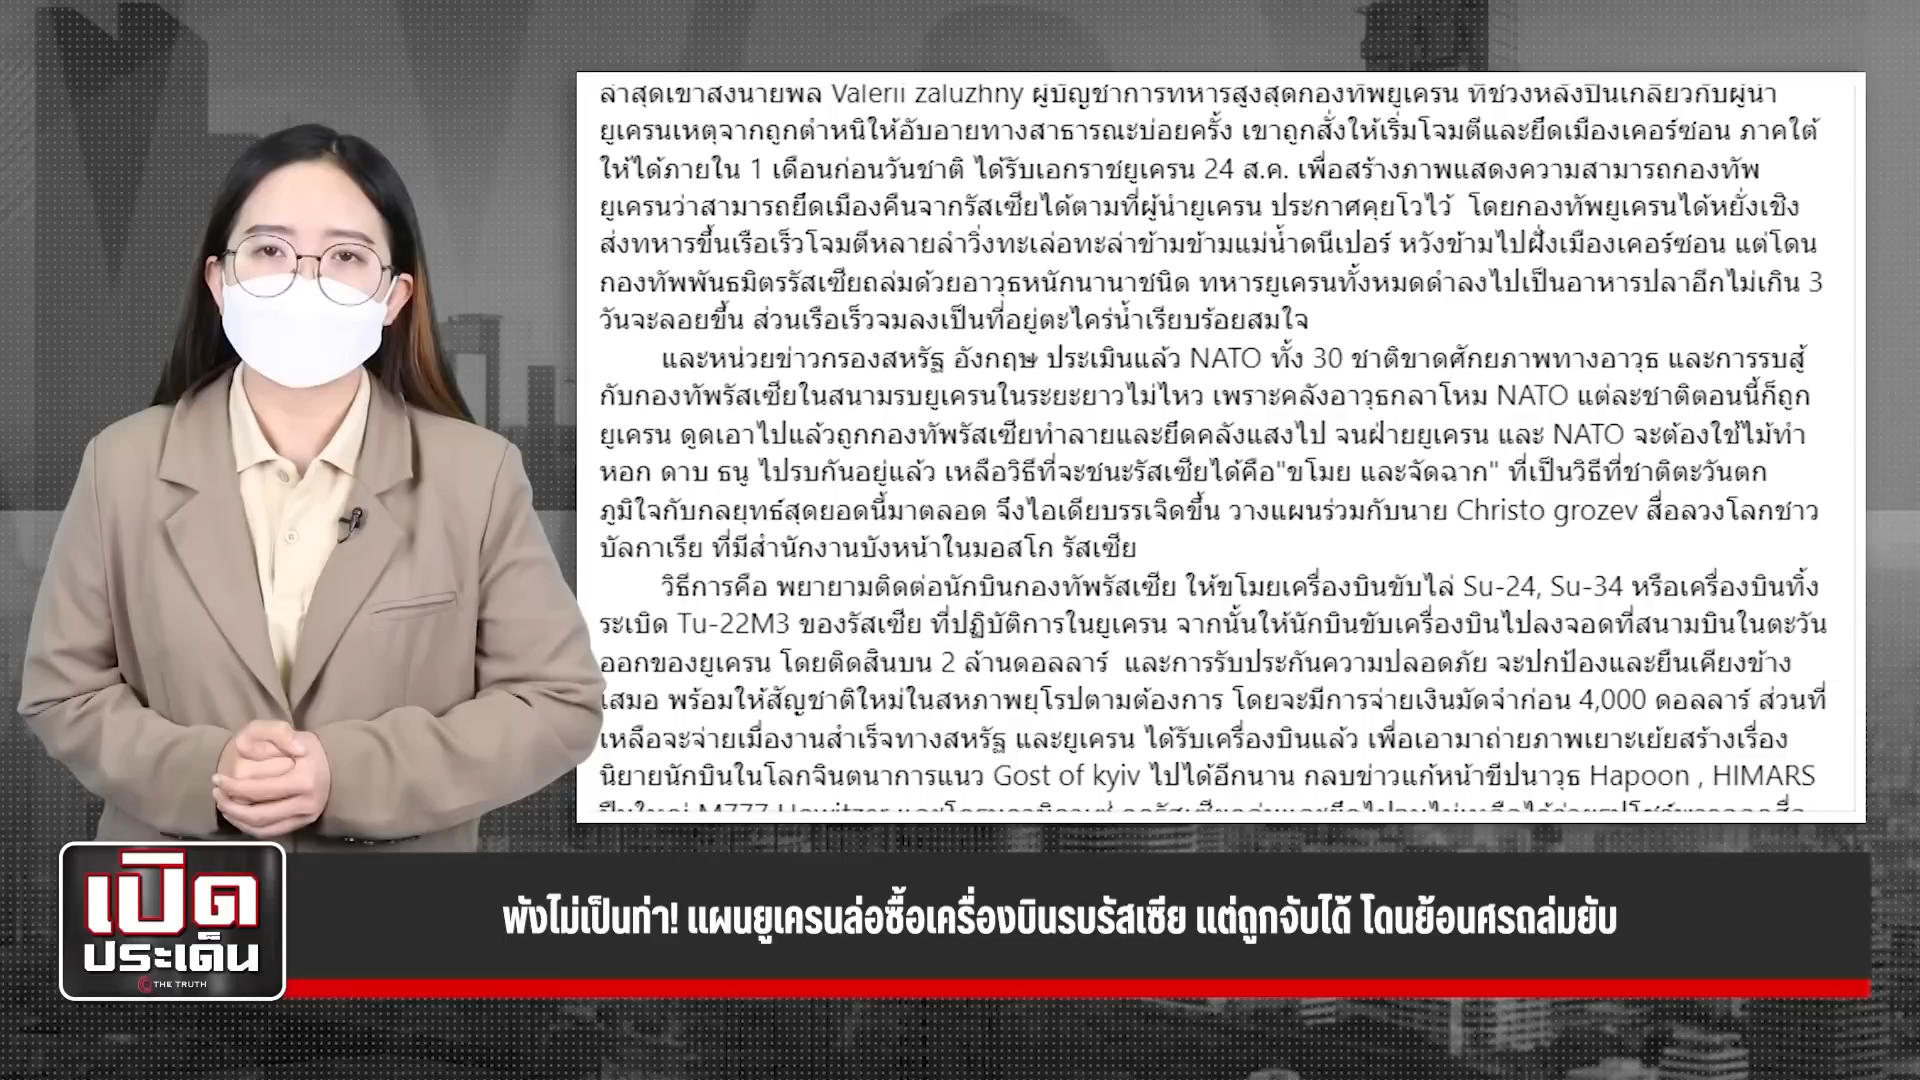 ล่าสุดเขาส่งนายพล Valerii zaluzhny ผู้บัญชาการทหารสูงสุดกองทัพยูเครน ที่ช่วงหลังปีนเกลียวกับผู้นำ
ยูเครนเหตุจากถูกตำหนิให้อับอายทางสาธารณะบ่อยครั้ง เขาถูกสั่งให้เริ่มโจมตีและยึดเมืองเคอร์ซอน ภาคใต้
ให้ได้ภายใน 1 เดือนก่อนวันชาติ ได้รับเอกราชยูเครน 24 ส.ค. เพื่อสร้างภาพแสดงความสามารถกองทัพ
ยูเครนว่าสามารถยึดเมืองคืนจากรัสเซียได้ตามที่ผู้นำยูเครน ประกาศคุยโวไว้ โดยกองทัพยูเครนได้หยั่งเชิง
ส่งทหารขึ้นเรือเร็วโจมตีหลายลำวิ่งทะเล่อทะล่าข้ามข้ามแม่น้ำดนีเปอร์ หวังข้ามไปฝั่งเมืองเคอร์ซอน แต่โดน
กองทัพพันธมิตรรัสเซียถล่มด้วยอาวุธหนักนานาชนิด ทหารยูเครนทั้งหมดดำลงไปเป็นอาหารปลาอีกไม่เกิน 3
วันจะลอยขึ้น ส่วนเรือเร็วจมลงเป็นที่อยู่ตะไคร่น้ำเรียบร้อยสมใจ
และหน่วยข่าวกรองสหรัฐ อังกฤษ ประเมินแล้ว NATO ทั้ง 30 ชาติขาดศักยภาพทางอาวุธ และการรบสู้
กับกองทัพรัสเซียในสนามรบยูเครนในระยะยาวไม่ไหว เพราะคลังอาวุธกลาโหม NATO แต่ละชาติตอนนี้ก็ถูก
ยูเครน ดูดเอาไปแล้วถูกกองทัพรัสเซียทำลายและยึดคลังแสงไป จนฝ่ายยูเครน และ NATO จะต้องใช้ไม้ทำ
หอก ดาบ ธนู ไปรบกันอยู่แล้ว เหลือวิธีที่จะชนะรัสเซียได้คือ"ขโมย และจัดฉาก" ที่เป็นวิธีที่ชาติตะวันตก
ภูมิใจกับกลยุทธ์สุดยอดนี้มาตลอด จึงไอเดียบรรเจิดขึ้น วางแผนร่วมกับนาย Christo grozev สื่อลวงโลกชาว
บัลกาเรีย ที่มีสำนักงานบังหน้าในมอสโก รัสเซีย
วิธีการคือ พยายามติดต่อนักบินกองทัพรัสเซีย ให้ขโมยเครื่องบินขับไล่ Su-24, Su-34 หรือเครื่องบินทิ้ง
ระเบิด Tu-22M3 ของรัสเซีย ที่ปฏิบัติการในยูเครน จากนั้นให้นักบินขับเครื่องบินไปลงจอดที่สนามบินในตะวัน
ออกของยูเครน โดยติดสินบน 2 ล้านดอลลาร์ และการรับประกันความปลอดภัย จะปกป้องและยืนเคียงข้าง
เสมอ พร้อมให้สัญชาติใหม่ในสหภาพยุโรปตามต้องการ โดยจะมีการจ่ายเงินมัดจำก่อน 4,000 ดอลลาร์ ส่วนที่
เหลือจะจ่ายเมื่องานสำเร็จทางสหรัฐ และยูเครน ได้รับเครื่องบินแล้ว เพื่อเอามาถ่ายภาพเยาะเย้ยสร้างเรื่อง
นิยายนักบินในโลกจินตนาการแนว Gost of kyiv ไปได้อีกนาน กลบข่าวแก้หน้าขีปนาวุธ Hapoon , HIMARS
เปิด
ประเด็น
THE TRUTH
พังไม่เป็นท่า! แผนยูเครนล่อซื้อเครื่องบินรบรัสเซีย แต่ถูกจับได้ โดนย้อนศรถล่มยับ